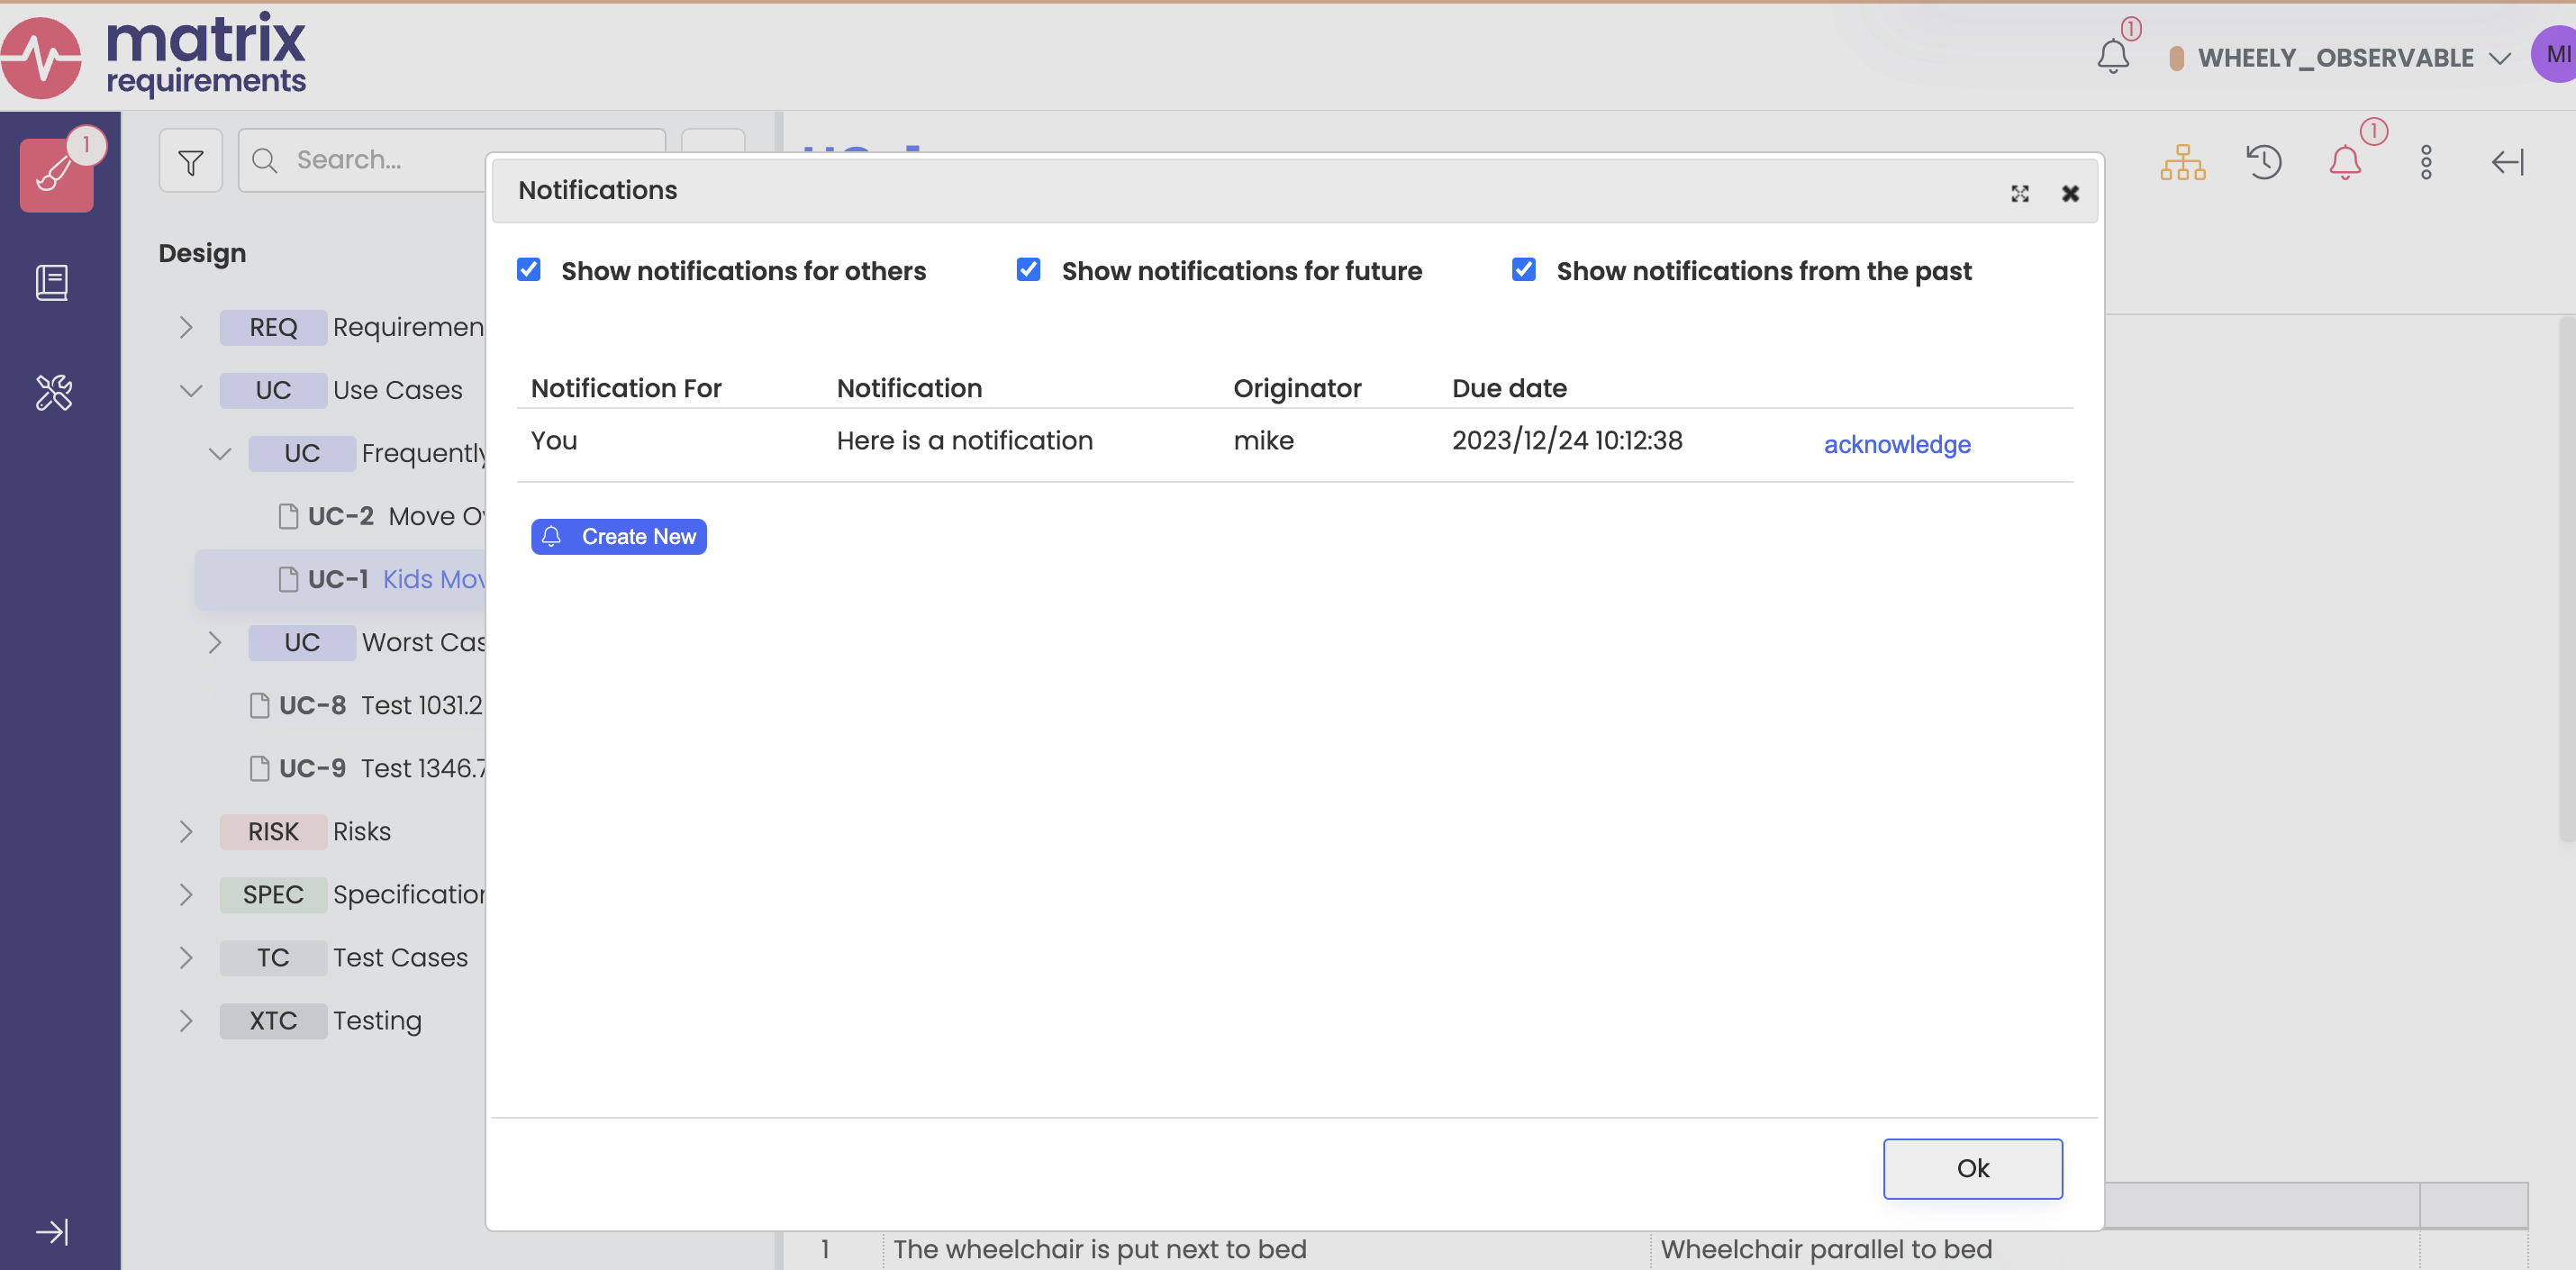 matrix
requirements
1
WHEELY_OBSERVABLE
MI
1
Search...
1
Notifications
Design
Show notifications for others
Show notifications for future
Show notifications from the past
REQ Requiremen
UC Use Cases
Notification For Notification Originator Due date
You Here is a notification mike 2023/12/24 10:12:38 acknowledge
UC Frequently
UC-2 Move
Create New
UC-1 Kids Mov
UC Worst Cas
UC-8 Test 1031.2
UC-9 Test 1346.7
RISK Risks
SPEC Specification
TC Test Cases
XTC Testing
Ok
1 The wheelchair is put next to bed Wheelchair parallel to bed